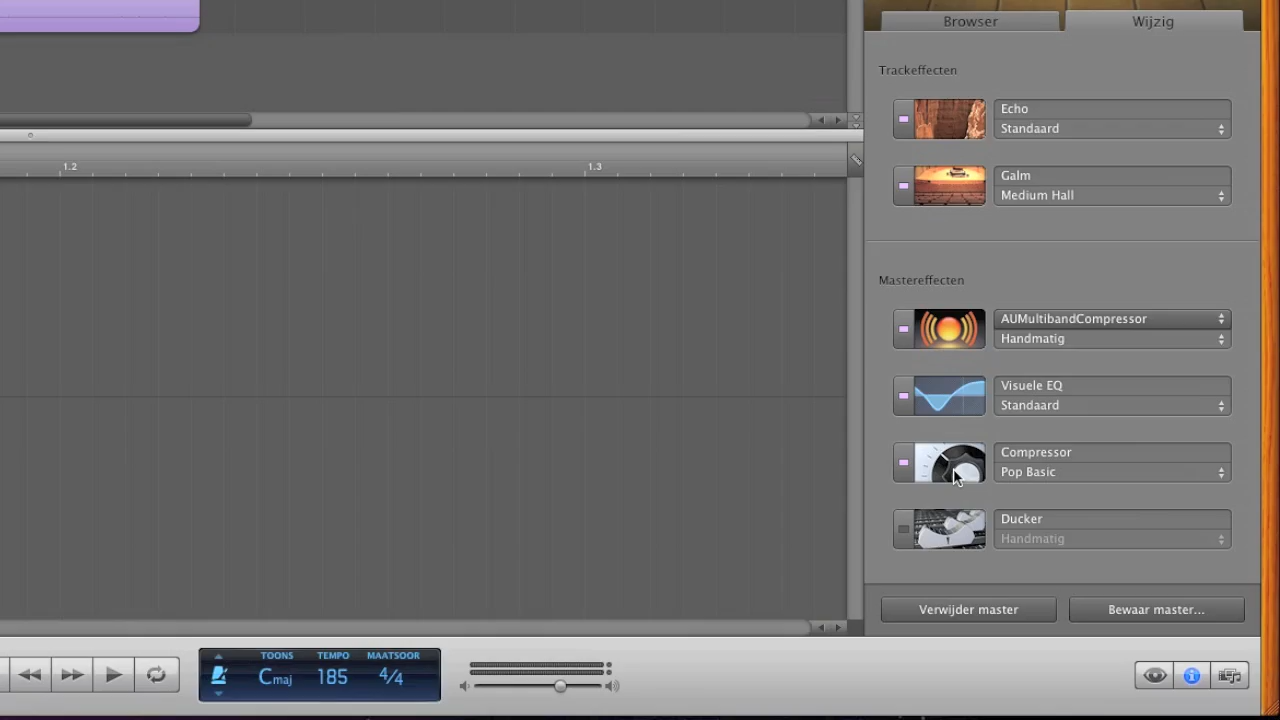 Browser
Wijzig
Trackeffecten
Echo
Standaard
1.2
1.3
Galm
Medium Hall
Mastereffecten
AUMultibandCompressor
Handmatig
Visuele EQ
Standaard
Compressor
Pop Basic
Ducker
Handmatig
Verwijder master
Bewaar master...
TOONS
TEMPO
MAATSOOR
Cmaj
185
4/4